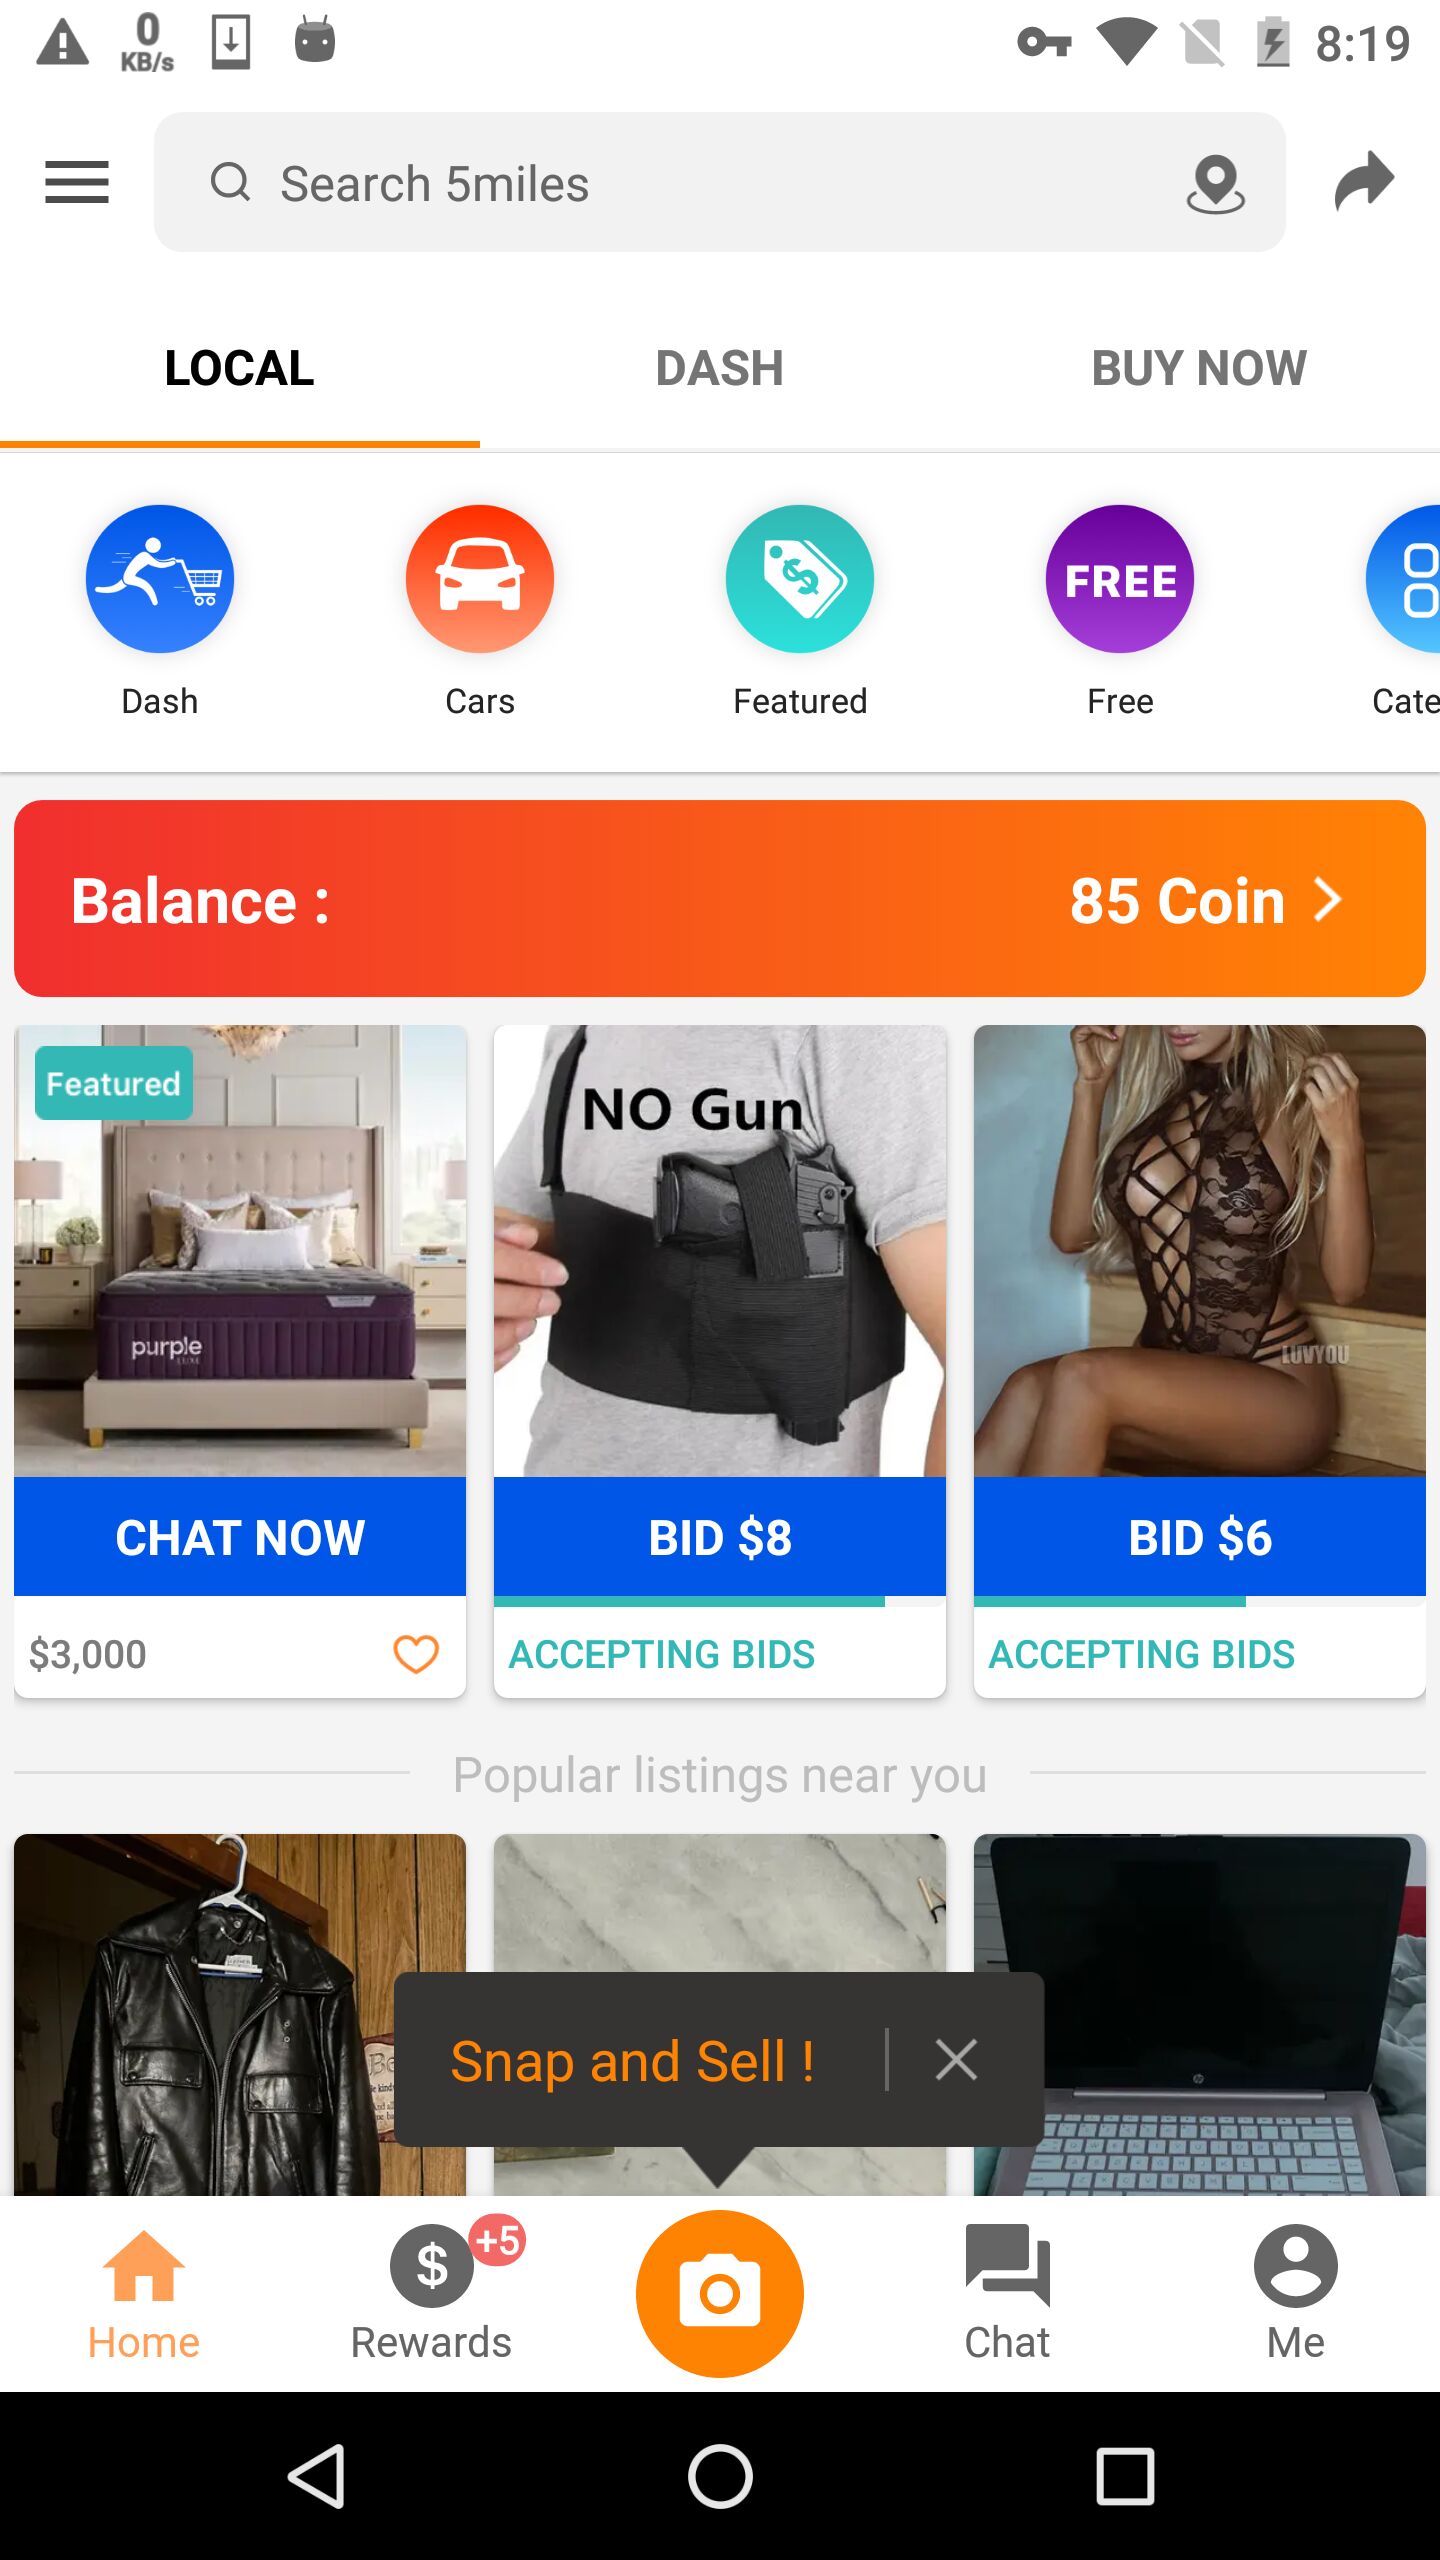 0
KB/s
8:19
Search 5miles
LOCAL
DASH
BUY NOW
FREE
Dash
Cars
Featured
Free
Cate
Balance :
85 Coin
Featured
purple
LUXE
NO Gun
LUVYOU
CHAT NOW
BID $8
BID $6
$3,000
ACCEPTING BIDS
ACCEPTING BIDS
Popular listings near you
Snap and Sell !
+5
Home
Rewards
Chat
Me